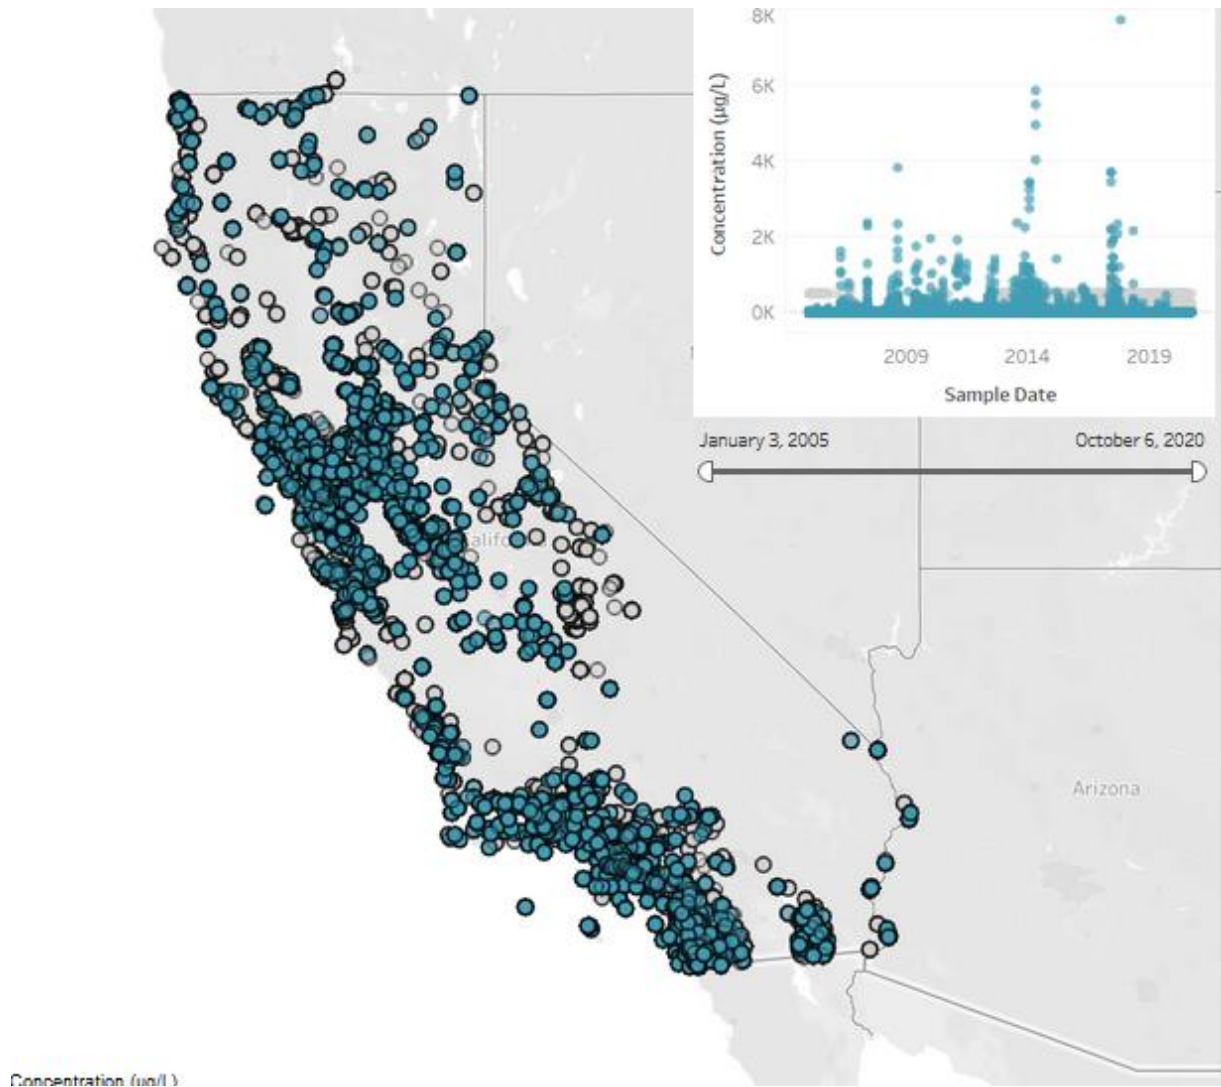 8K
6K
4K
2K
0K
Concentration (µg/L)
2009 2014 2019
Sample Date
January 3, 2005 October 6, 2020
Arizona
Concentration (µg/L)